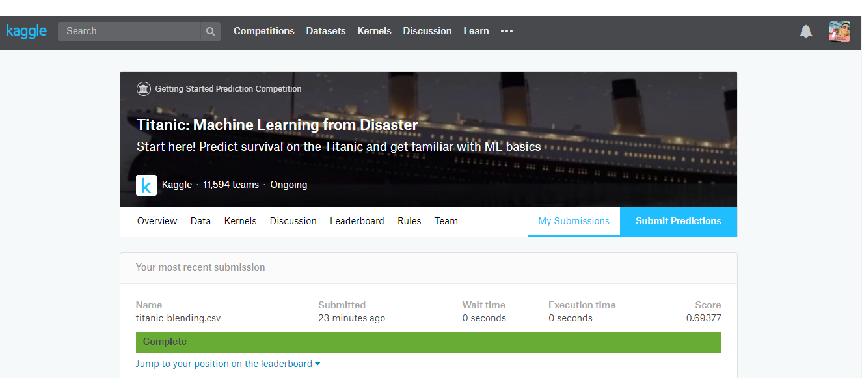 kaggle Search Competitions Datasets Kernels Discussion Learn •••
Getting Started Prediction Competition
Titanic: Machine Learning from Disaster
Start here! Predict survival on the Titanic and get familiar with ML basics
k Kaggle · 11,594 teams · Ongoing
Overview Data Kernels Discussion Leaderboard Rules Team My Submissions Submit Predictions
Your most recent submission
Name Submitted Wait time Execution time Score
titanic-blending.csv 23 minutes ago 0 seconds 0 seconds 0.69377
Complete
Jump to your position on the leaderboard